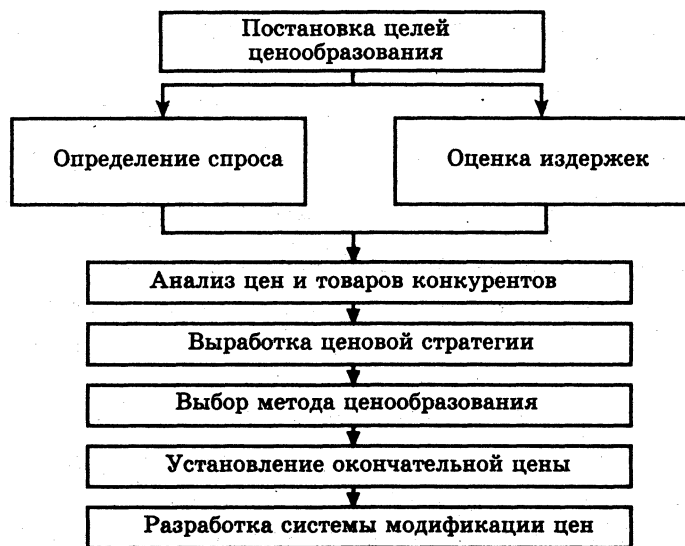 Постановка целей
ценообразования
Определение спроса
Оценка издержек
Анализ цен и товаров конкурентов
Выработка ценовой стратегии
Выбор метода ценообразования
Установление окончательной цены
Разработка системы модификации цен